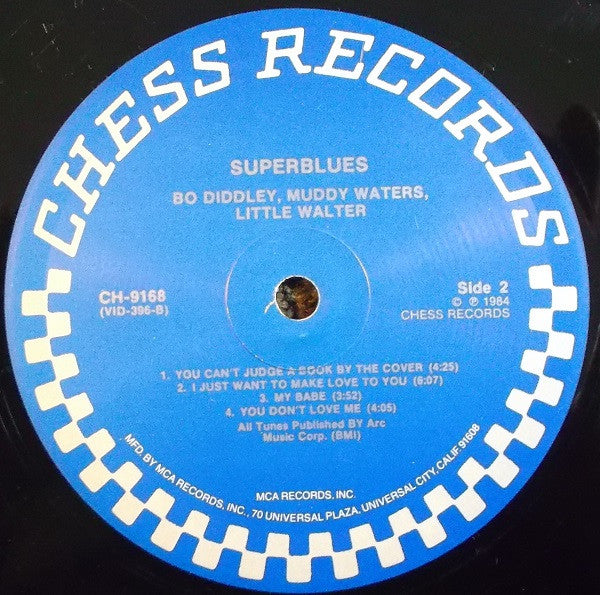 CHESS RECORDS
SUPERBLUES
BO DIDDLEY, MUDDY WATERS,
LITTLE WALTER
CH-9168
(VID-396-B)
Side 2
© ℗ 1984
CHESS RECORDS
1. YOU CAN'T JUDGE A BOOK BY THE COVER (4:25)
2. I JUST WANT TO MAKE LOVE TO YOU (6:07)
3. MY BABE (3:52)
4. YOU DON'T LOVE ME (4:05)
All Tunes Published BY Arc
Music Corp. (BMI)
MCA RECORDS, INC.
MFD. BY MCA RECORDS, INC., 70 UNIVERSAL PLAZA, UNIVERSAL CITY, CALIF. 91608